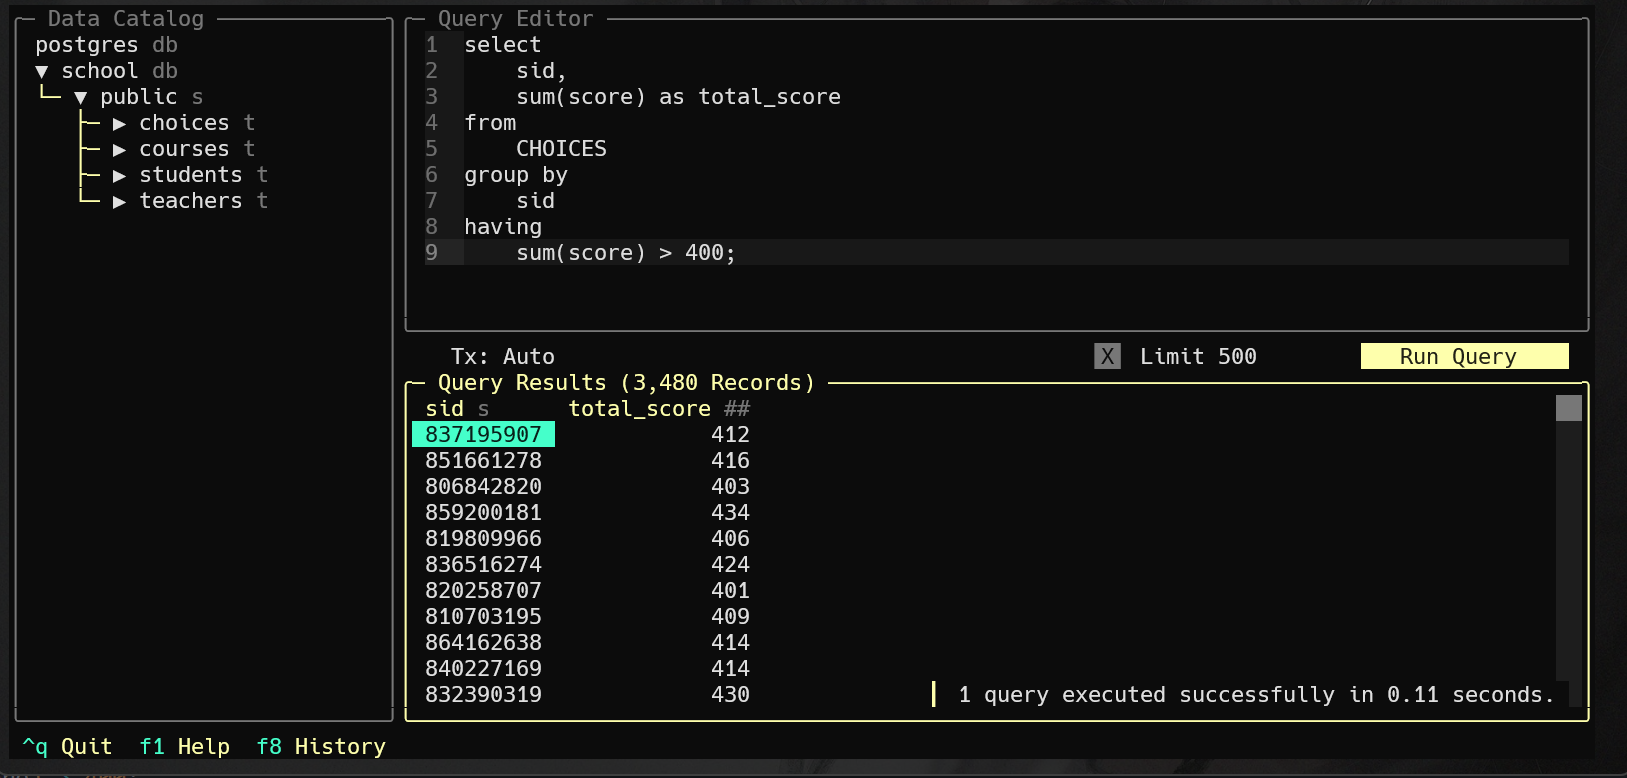 Data Catalog
postgres db
▼ school db
▼ public s
▶ choices t
▶ courses t
▶ students t
▶ teachers t
Query Editor
1 select
2     sid,
3     sum(score) as total_score
4 from
5     CHOICES
6 group by
7     sid
8 having
9     sum(score) > 400;
Tx: Auto X Limit 500 Run Query
Query Results (3,480 Records)
sid s total_score ##
837195907 412
851661278 416
806842820 403
859200181 434
819809966 406
836516274 424
820258707 401
810703195 409
864162638 414
840227169 414
832390319 430
1 query executed successfully in 0.11 seconds.
^q Quit f1 Help f8 History